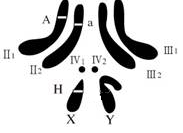 A a
II₁ III₁
II₂ IV₁ IV₂ III₂
H
X Y